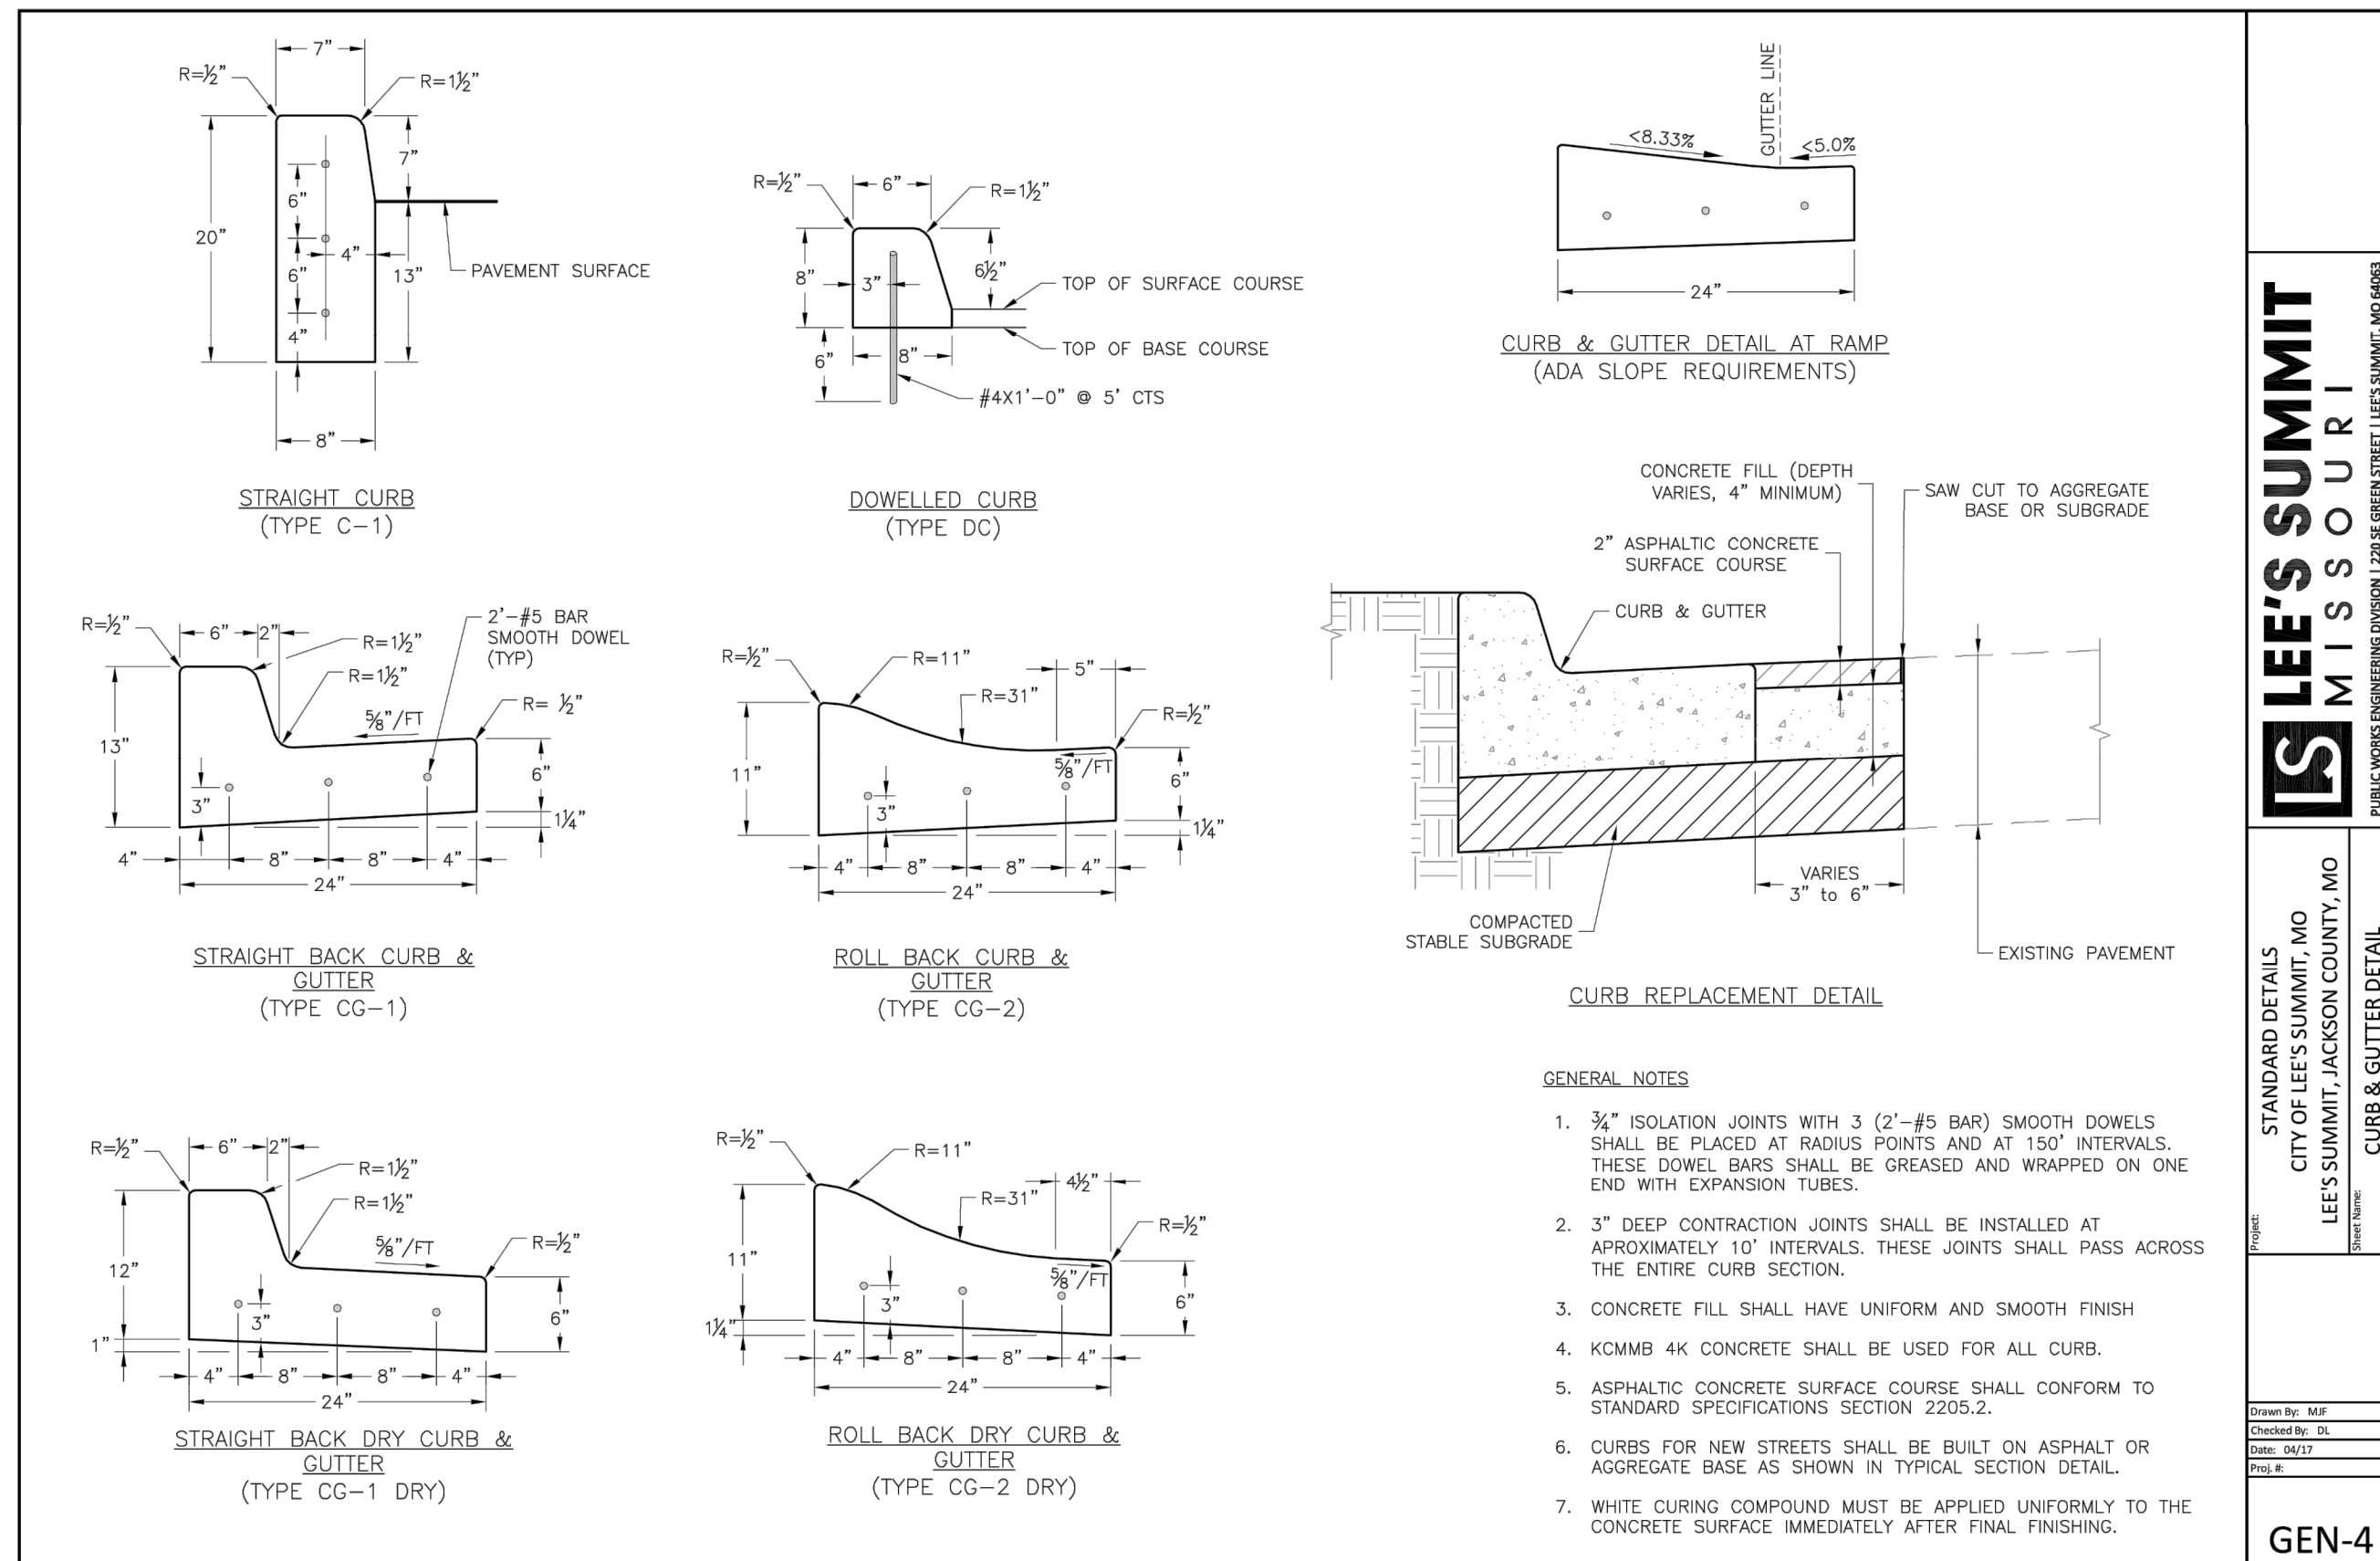 7”
R=½”
R=1½”
7”
6”
20”
4”
6”
13”
PAVEMENT SURFACE
4”
8”
STRAIGHT CURB
(TYPE C-1)
R=½”
6”
R=1½”
8”
3”
6½”
TOP OF SURFACE COURSE
TOP OF BASE COURSE
6”
8”
#4X1'-0” @ 5' CTS
DOWELLED CURB
(TYPE DC)
GUTTER LINE
<8.33%
<5.0%
24”
CURB & GUTTER DETAIL AT RAMP
(ADA SLOPE REQUIREMENTS)
R=½”
6”
2”
R=1½”
R=1½”
2'-#5 BAR
SMOOTH DOWEL
(TYP)
⅝”/FT
R= ½”
13”
3”
6”
1¼”
4”
8”
8”
4”
24”
STRAIGHT BACK CURB &
GUTTER
(TYPE CG-1)
R=½”
R=11”
R=31”
5”
R=½”
11”
⅝”/FT
6”
3”
1¼”
4”
8”
8”
4”
24”
ROLL BACK CURB &
GUTTER
(TYPE CG-2)
CONCRETE FILL (DEPTH
VARIES, 4” MINIMUM)
SAW CUT TO AGGREGATE
BASE OR SUBGRADE
2” ASPHALTIC CONCRETE
SURFACE COURSE
CURB & GUTTER
VARIES
3” to 6”
COMPACTED
STABLE SUBGRADE
EXISTING PAVEMENT
CURB REPLACEMENT DETAIL
R=½”
6”
2”
R=1½”
R=1½”
⅝”/FT
R=½”
12”
3”
6”
1”
4”
8”
8”
4”
24”
STRAIGHT BACK DRY CURB &
GUTTER
(TYPE CG-1 DRY)
R=½”
R=11”
4½”
R=31”
R=½”
11”
⅝”/FT
3”
6”
1¼”
4”
8”
8”
4”
24”
ROLL BACK DRY CURB &
GUTTER
(TYPE CG-2 DRY)
GENERAL NOTES
1. ¾” ISOLATION JOINTS WITH 3 (2'-#5 BAR) SMOOTH DOWELS
SHALL BE PLACED AT RADIUS POINTS AND AT 150' INTERVALS.
THESE DOWEL BARS SHALL BE GREASED AND WRAPPED ON ONE
END WITH EXPANSION TUBES.
2. 3” DEEP CONTRACTION JOINTS SHALL BE INSTALLED AT
APROXIMATELY 10' INTERVALS. THESE JOINTS SHALL PASS ACROSS
THE ENTIRE CURB SECTION.
3. CONCRETE FILL SHALL HAVE UNIFORM AND SMOOTH FINISH
4. KCMMB 4K CONCRETE SHALL BE USED FOR ALL CURB.
5. ASPHALTIC CONCRETE SURFACE COURSE SHALL CONFORM TO
STANDARD SPECIFICATIONS SECTION 2205.2.
6. CURBS FOR NEW STREETS SHALL BE BUILT ON ASPHALT OR
AGGREGATE BASE AS SHOWN IN TYPICAL SECTION DETAIL.
7. WHITE CURING COMPOUND MUST BE APPLIED UNIFORMLY TO THE
CONCRETE SURFACE IMMEDIATELY AFTER FINAL FINISHING.
LS LEE'S SUMMIT
MISSOURI
PUBLIC WORKS ENGINEERING DIVISION | 220 SE GREEN STREET | LEE'S SUMMIT, MO 64063
Project:
STANDARD DETAILS
CITY OF LEE'S SUMMIT, MO
LEE'S SUMMIT, JACKSON COUNTY, MO
Sheet Name:
CURB & GUTTER DETAIL
Drawn By: MJF
Checked By: DL
Date: 04/17
Proj. #:
GEN-4